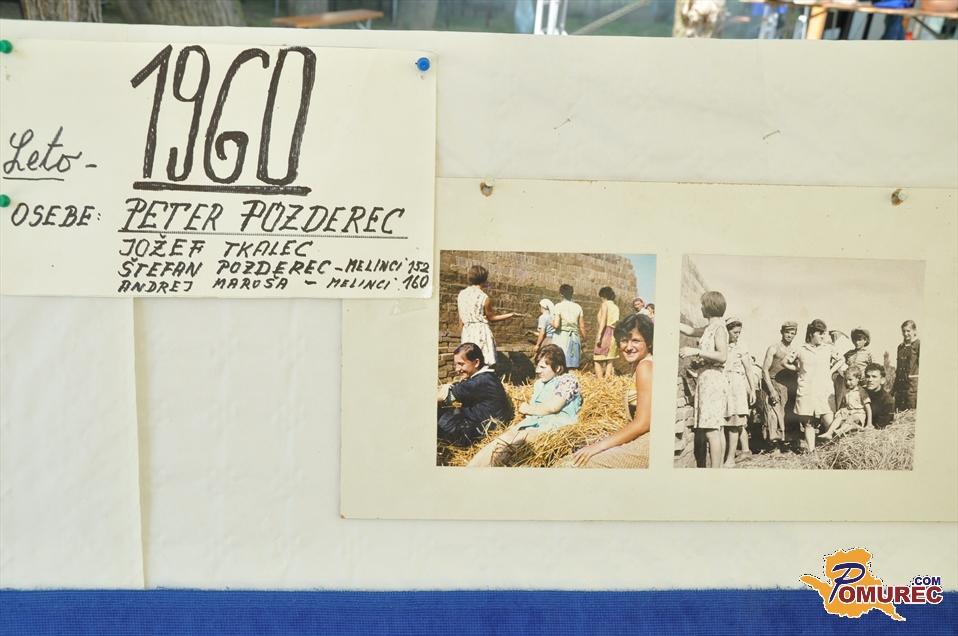 Leto - 1960
OSEBE: PETER POZDEREC
JOŽEF TKALEC
ŠTEFAN POZDEREC - MELINCI 152
ANDREJ MAROŠA - MELINCI 160
POMUREC.COM